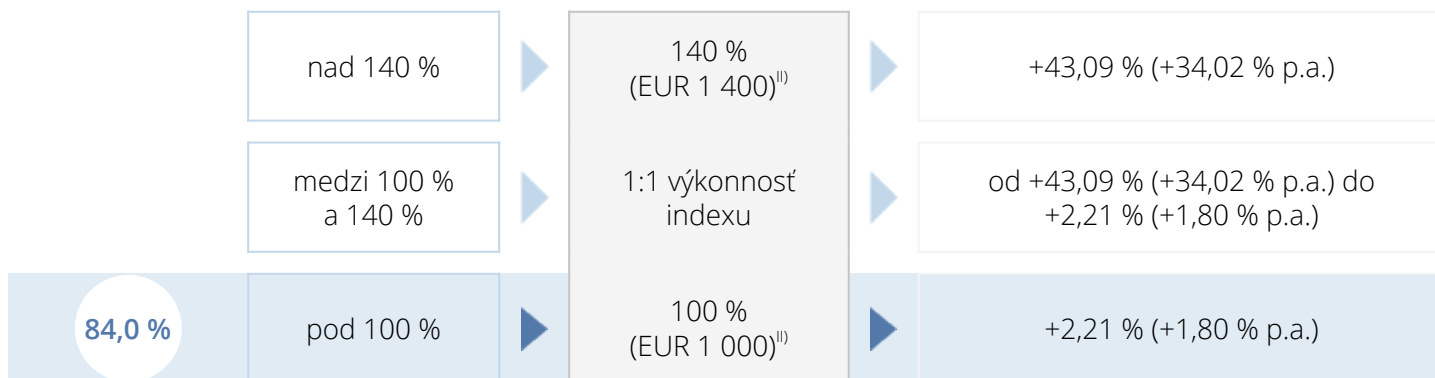 nad 140 %
140 %
(EUR 1 400)II)
+43,09 % (+34,02 % p.a.)
medzi 100 %
a 140 %
1:1 výkonnosť
indexu
od +43,09 % (+34,02 % p.a.) do
+2,21 % (+1,80 % p.a.)
84,0 %
pod 100 %
100 %
(EUR 1 000)II)
+2,21 % (+1,80 % p.a.)